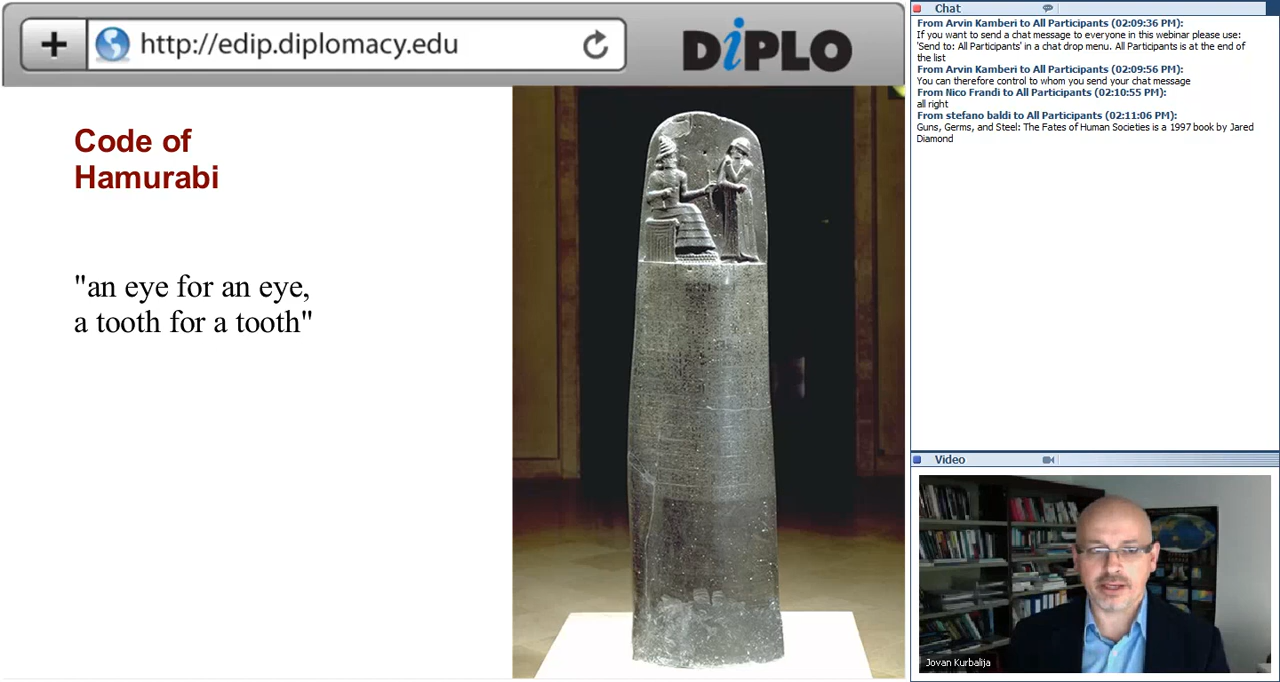 http://edip.diplomacy.edu
DiPLO
Code of
Hamurabi
"an eye for an eye,
a tooth for a tooth"
Chat
From Arvin Kamberi to All Participants (02:09:36 PM):
If you want to send a chat message to everyone in this webinar please use:
'Send to: All Participants' in a chat drop menu. All Participants is at the end of
the list
From Arvin Kamberi to All Participants (02:09:56 PM):
You can therefore control to whom you send your chat message
From Nico Frandi to All Participants (02:10:55 PM):
all right
From stefano baldi to All Participants (02:11:06 PM):
Guns, Germs, and Steel: The Fates of Human Societies is a 1997 book by Jared
Diamond
Video
Jovan Kurbalija